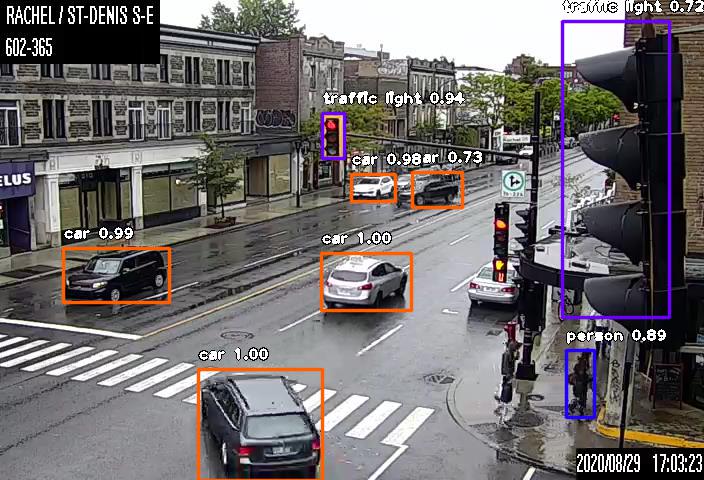 RACHEL / ST-DENIS S-E
602-365
traffic light 0.72
traffic light 0.94
car 0.98
ar 0.73
car 0.99
car 1.00
ELUS
person 0.89
car 1.00
2020/08/29 17:03:23